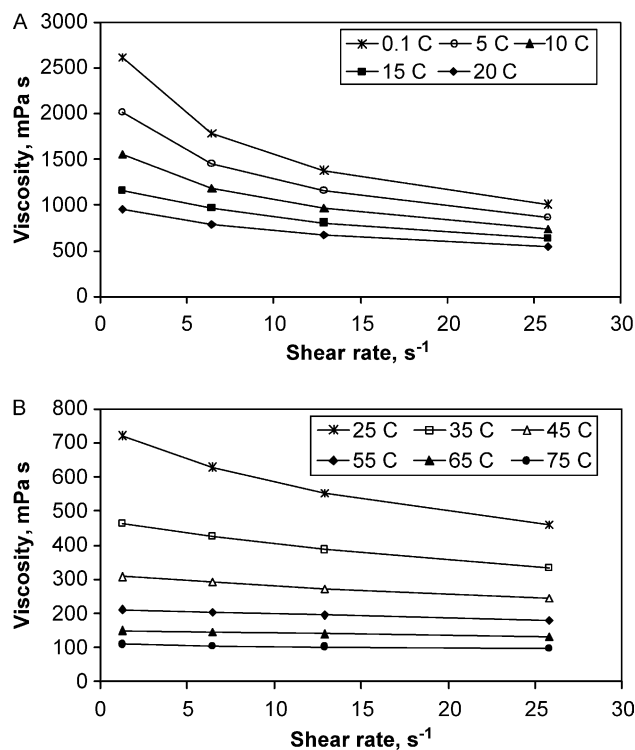 A
Viscosity, mPa s
3000
2500
2000
1500
1000
500
0
0.1 C 5 C 10 C
15 C 20 C
0 5 10 15 20 25 30
Shear rate, s⁻¹
B
Viscosity, mPa s
800
700
600
500
400
300
200
100
0
25 C 35 C 45 C
55 C 65 C 75 C
0 5 10 15 20 25 30
Shear rate, s⁻¹